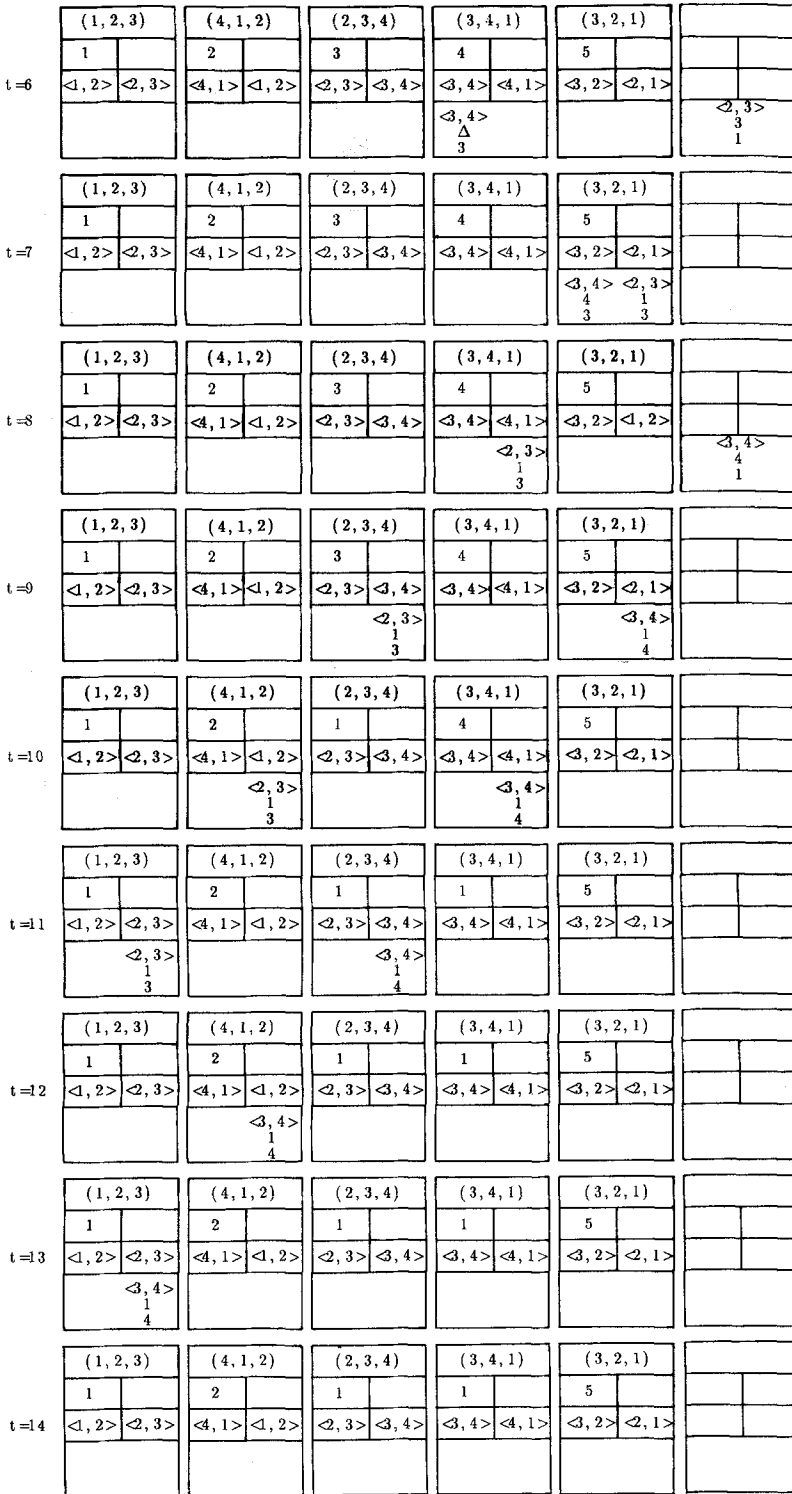 (1, 2, 3) (4, 1, 2) (2, 3, 4) (3, 4, 1) (3, 2, 1)
1 2 3 4 5
t=6 <1, 2> <2, 3> <4, 1> <1, 2> <2, 3> <3, 4> <3, 4> <4, 1> <3, 2> <2, 1>
<3, 4> <2, 3>
Δ 3
3 1
(1, 2, 3) (4, 1, 2) (2, 3, 4) (3, 4, 1) (3, 2, 1)
1 2 3 4 5
t=7 <1, 2> <2, 3> <4, 1> <1, 2> <2, 3> <3, 4> <3, 4> <4, 1> <3, 2> <2, 1>
<3, 4> <2, 3>
4 1
3 3
(1, 2, 3) (4, 1, 2) (2, 3, 4) (3, 4, 1) (3, 2, 1)
1 2 3 4 5
t=8 <1, 2> <2, 3> <4, 1> <1, 2> <2, 3> <3, 4> <3, 4> <4, 1> <3, 2> <1, 2>
<2, 3> <3, 4>
1 4
3 1
(1, 2, 3) (4, 1, 2) (2, 3, 4) (3, 4, 1) (3, 2, 1)
1 2 3 4 5
t=9 <1, 2> <2, 3> <4, 1> <1, 2> <2, 3> <3, 4> <3, 4> <4, 1> <3, 2> <2, 1>
<2, 3> <3, 4>
1 1
3 4
(1, 2, 3) (4, 1, 2) (2, 3, 4) (3, 4, 1) (3, 2, 1)
1 2 1 4 5
t=10 <1, 2> <2, 3> <4, 1> <1, 2> <2, 3> <3, 4> <3, 4> <4, 1> <3, 2> <2, 1>
<2, 3> <3, 4>
1 1
3 4
(1, 2, 3) (4, 1, 2) (2, 3, 4) (3, 4, 1) (3, 2, 1)
1 2 1 1 5
t=11 <1, 2> <2, 3> <4, 1> <1, 2> <2, 3> <3, 4> <3, 4> <4, 1> <3, 2> <2, 1>
<2, 3> <3, 4>
1 1
3 4
(1, 2, 3) (4, 1, 2) (2, 3, 4) (3, 4, 1) (3, 2, 1)
1 2 1 1 5
t=12 <1, 2> <2, 3> <4, 1> <1, 2> <2, 3> <3, 4> <3, 4> <4, 1> <3, 2> <2, 1>
<3, 4>
1
4
(1, 2, 3) (4, 1, 2) (2, 3, 4) (3, 4, 1) (3, 2, 1)
1 2 1 1 5
t=13 <1, 2> <2, 3> <4, 1> <1, 2> <2, 3> <3, 4> <3, 4> <4, 1> <3, 2> <2, 1>
<3, 4>
1
4
(1, 2, 3) (4, 1, 2) (2, 3, 4) (3, 4, 1) (3, 2, 1)
1 2 1 1 5
t=14 <1, 2> <2, 3> <4, 1> <1, 2> <2, 3> <3, 4> <3, 4> <4, 1> <3, 2> <2, 1>